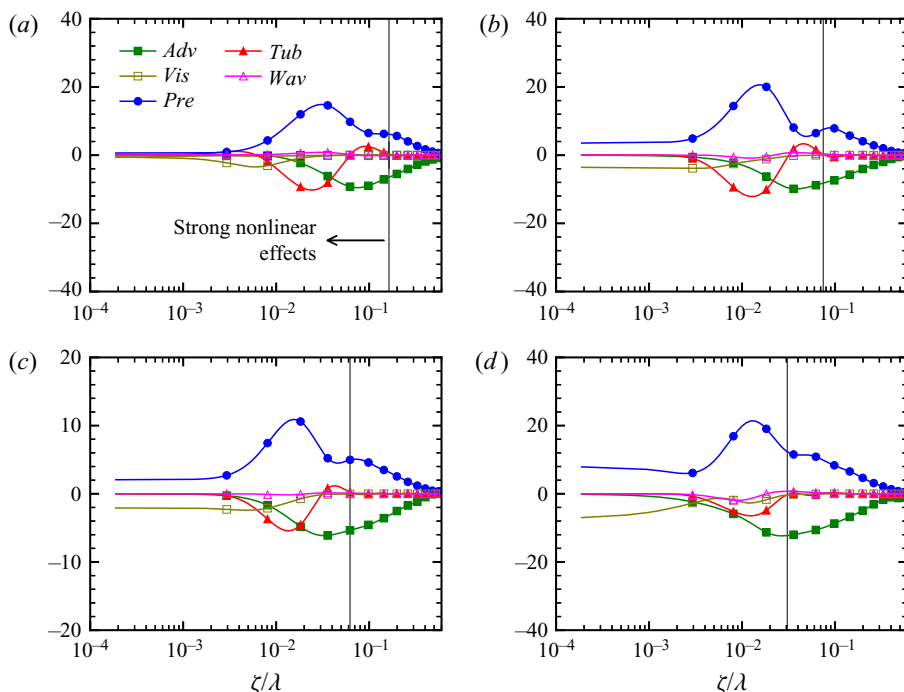 (a)
40
20
0
–20
–40
Adv
Vis
Pre
Tub
Wav
Strong nonlinear
effects
10–4
10–3
10–2
10–1
(b)
40
20
0
–20
–40
10–4
10–3
10–2
10–1
(c)
20
10
0
–10
–20
10–4
10–3
10–2
10–1
ζ/λ
(d)
40
20
0
–20
–40
10–4
10–3
10–2
10–1
ζ/λ